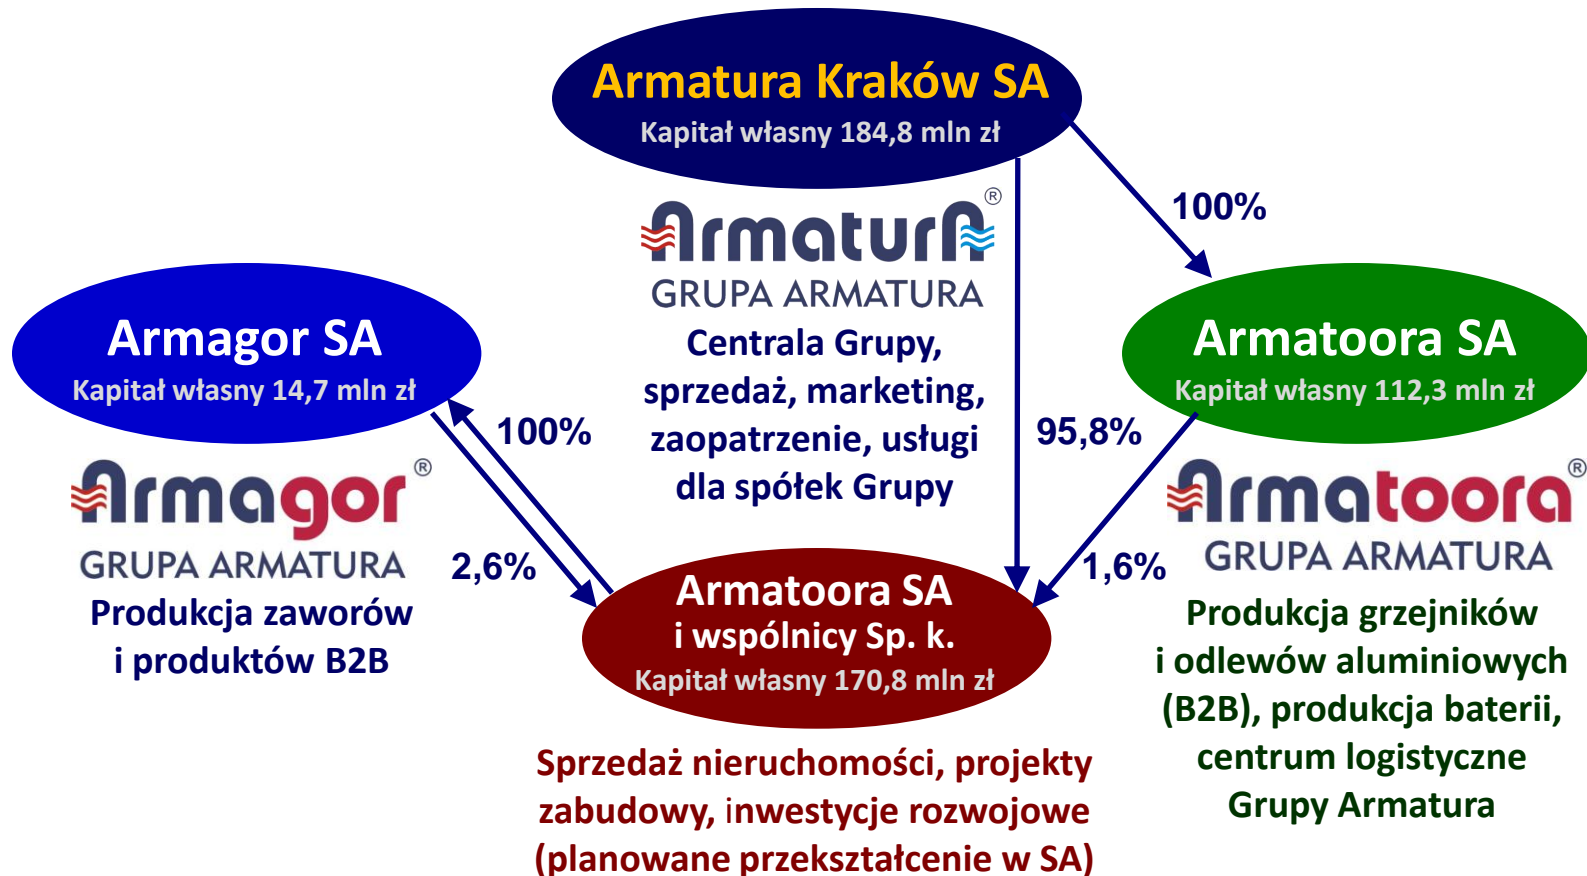 Armatura Kraków SA
Kapitał własny 184,8 mln zł
100%
ArmaturA®
GRUPA ARMATURA
Centrala Grupy,
sprzedaż, marketing,
zaopatrzenie, usługi
dla spółek Grupy
Armagor SA
Kapitał własny 14,7 mln zł
100%
Armagor®
GRUPA ARMATURA
2,6%
Produkcja zaworów
i produktów B2B
Armatoora SA
Kapitał własny 112,3 mln zł
95,8%
Armatoora®
GRUPA ARMATURA
1,6%
Produkcja grzejników
i odlewów aluminiowych
(B2B), produkcja baterii,
centrum logistyczne
Grupy Armatura
Armatoora SA
i wspólnicy Sp. k.
Kapitał własny 170,8 mln zł
Sprzedaż nieruchomości, projekty
zabudowy, inwestycje rozwojowe
(planowane przekształcenie w SA)